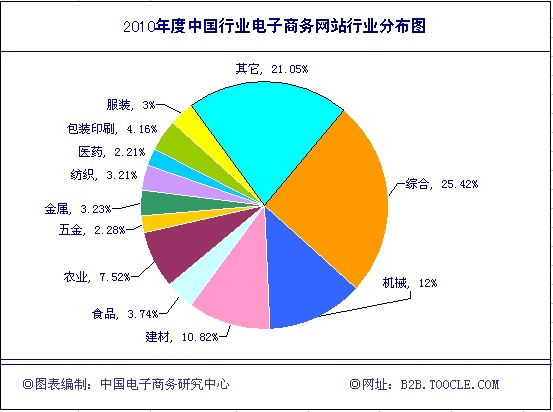 2010年度中国行业电子商务网站行业分布图
其它, 21.05%
服装, 3%
包装印刷, 4.16%
医药, 2.21%
纺织, 3.21%
综合, 25.42%
金属, 3.23%
五金, 2.28%
农业, 7.52%
机械, 12%
食品, 3.74%
建材, 10.82%
◎图表编制：中国电子商务研究中心
◎网址：B2B.TOOCLE.COM